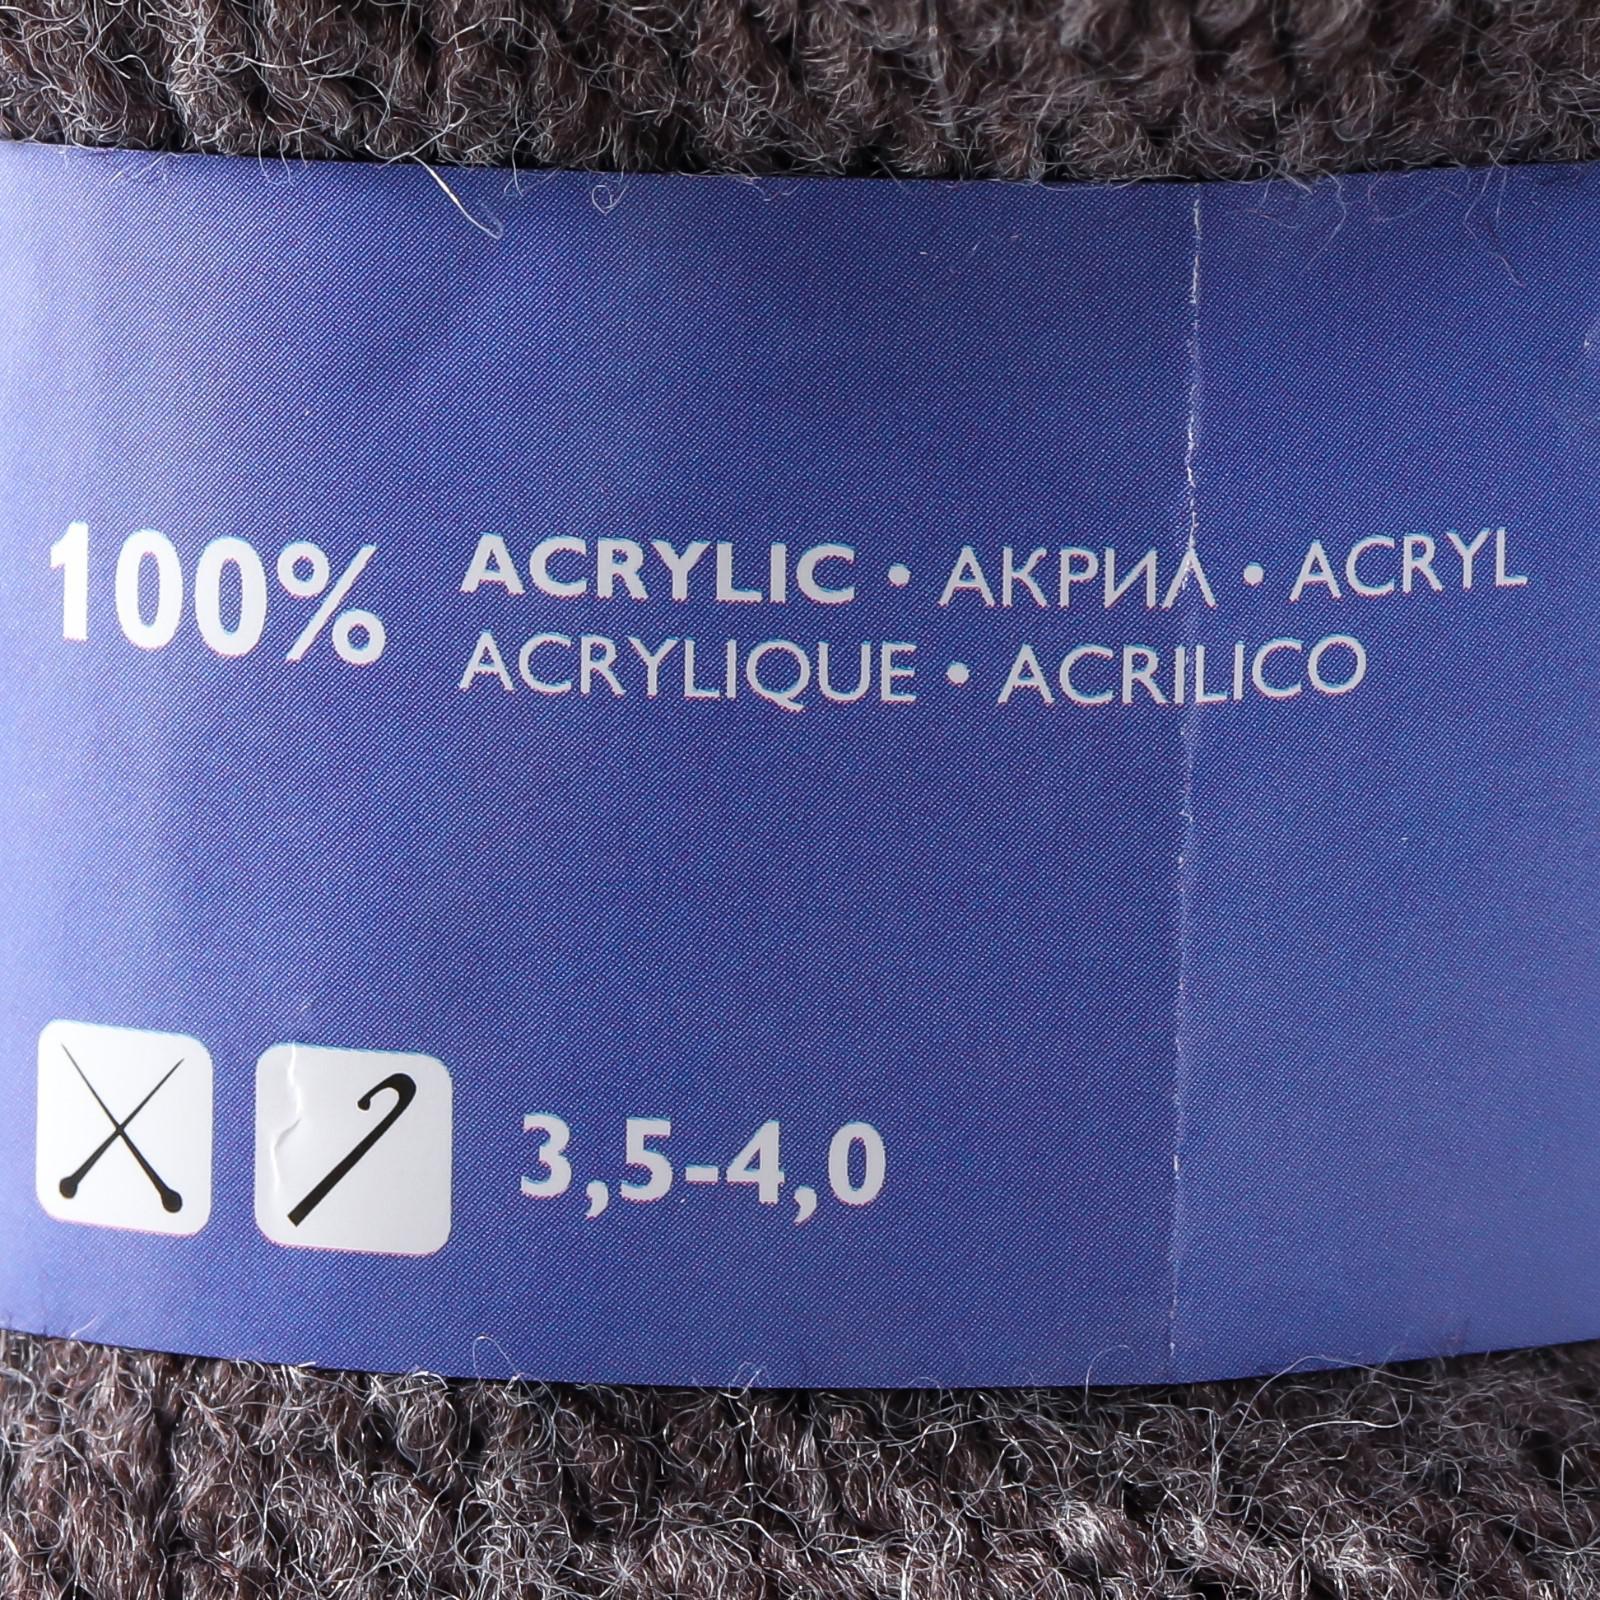 100% ACRYLIC • АКРИЛ • ACRYL
ACRYLIQUE • ACRILICO
3,5-4,0